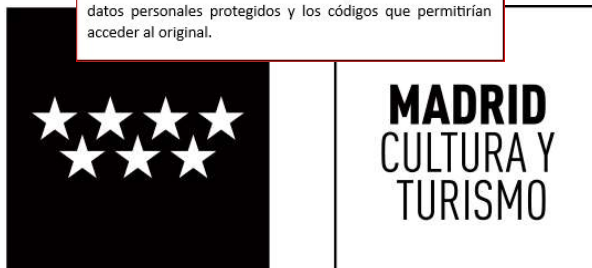 datos personales protegidos y los códigos que permitirían
acceder al original.
MADRID
CULTURA Y
TURISMO